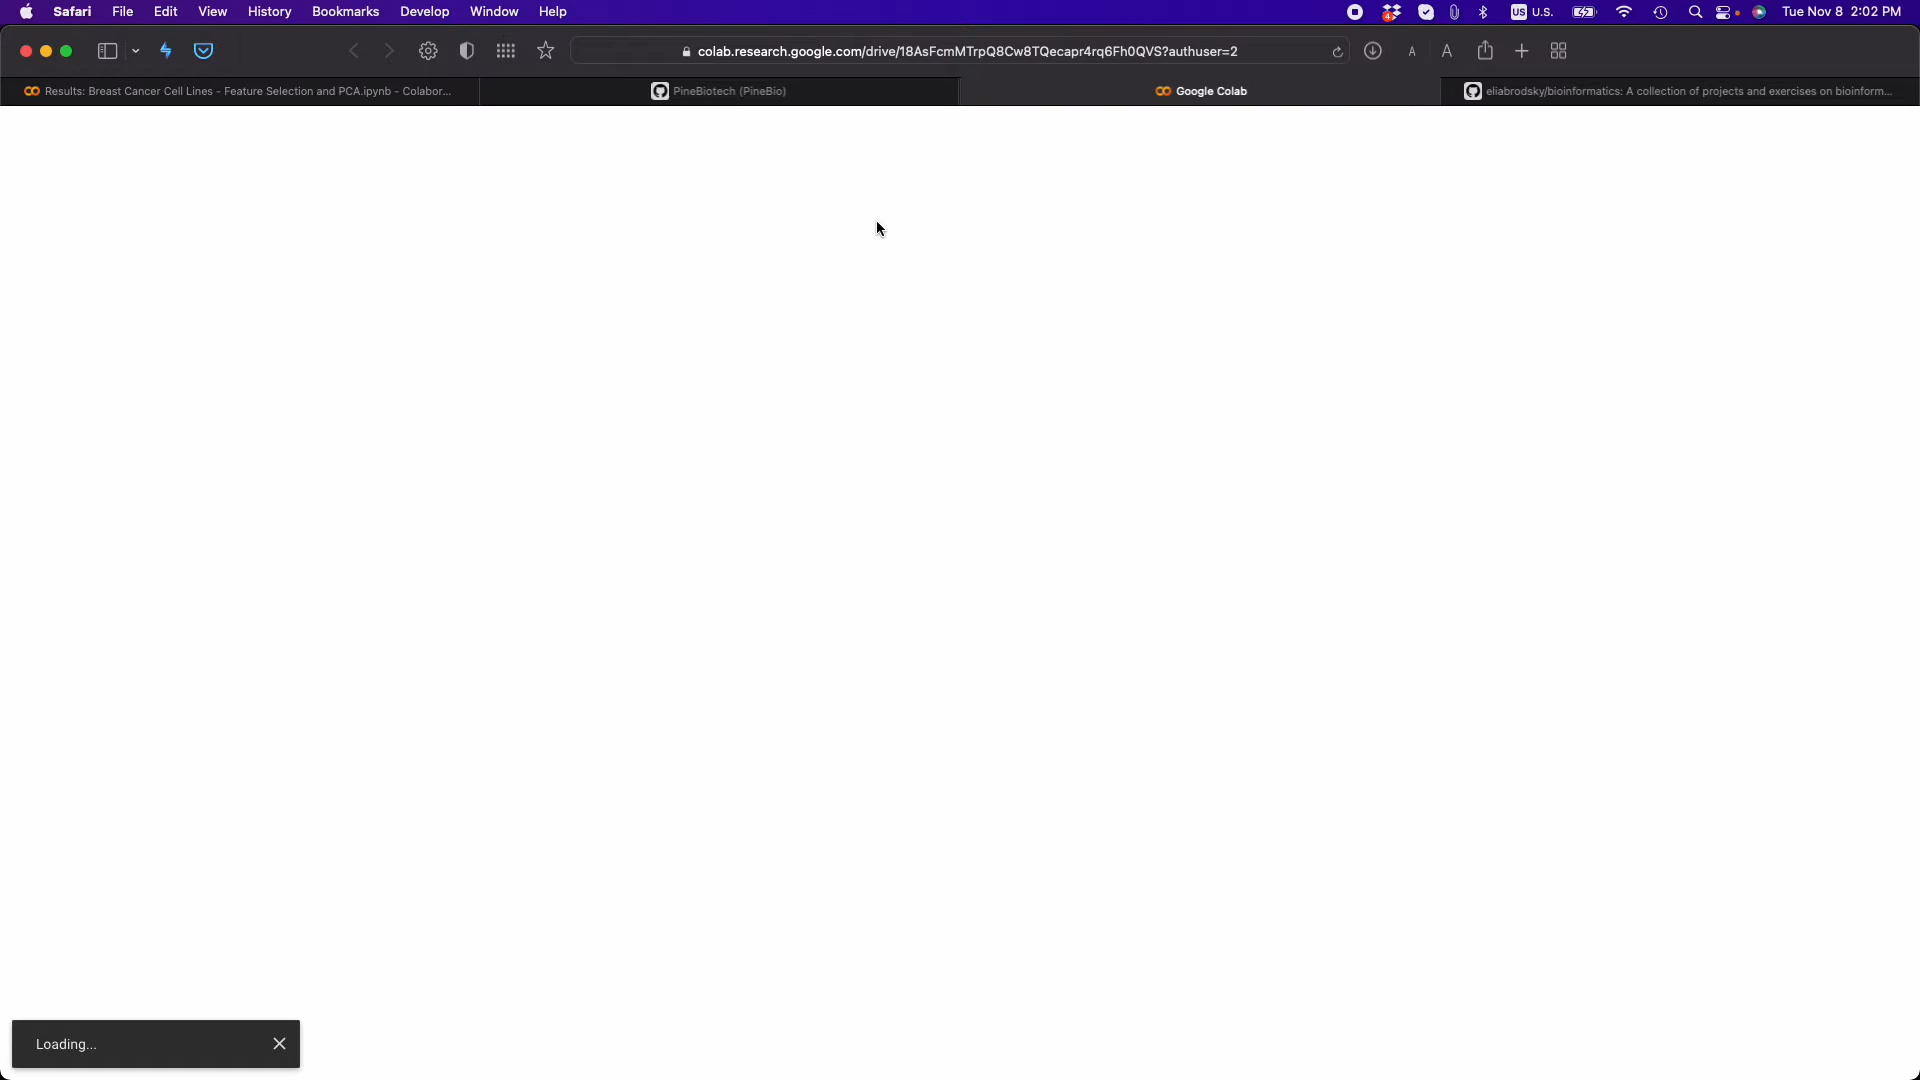 Safari File Edit View History Bookmarks Develop Window Help US U.S. Tue Nov 8 2:02 PM
colab.research.google.com/drive/18AsFcmMTrpQ8Cw8TQecapr4rq6Fh0QVS?authuser=2 A A
Results: Breast Cancer Cell Lines - Feature Selection and PCA.ipynb - Colabor... PineBiotech (PineBio) Google Colab eliabrodsky/bioinformatics: A collection of projects and exercises on bioinform...
Loading...